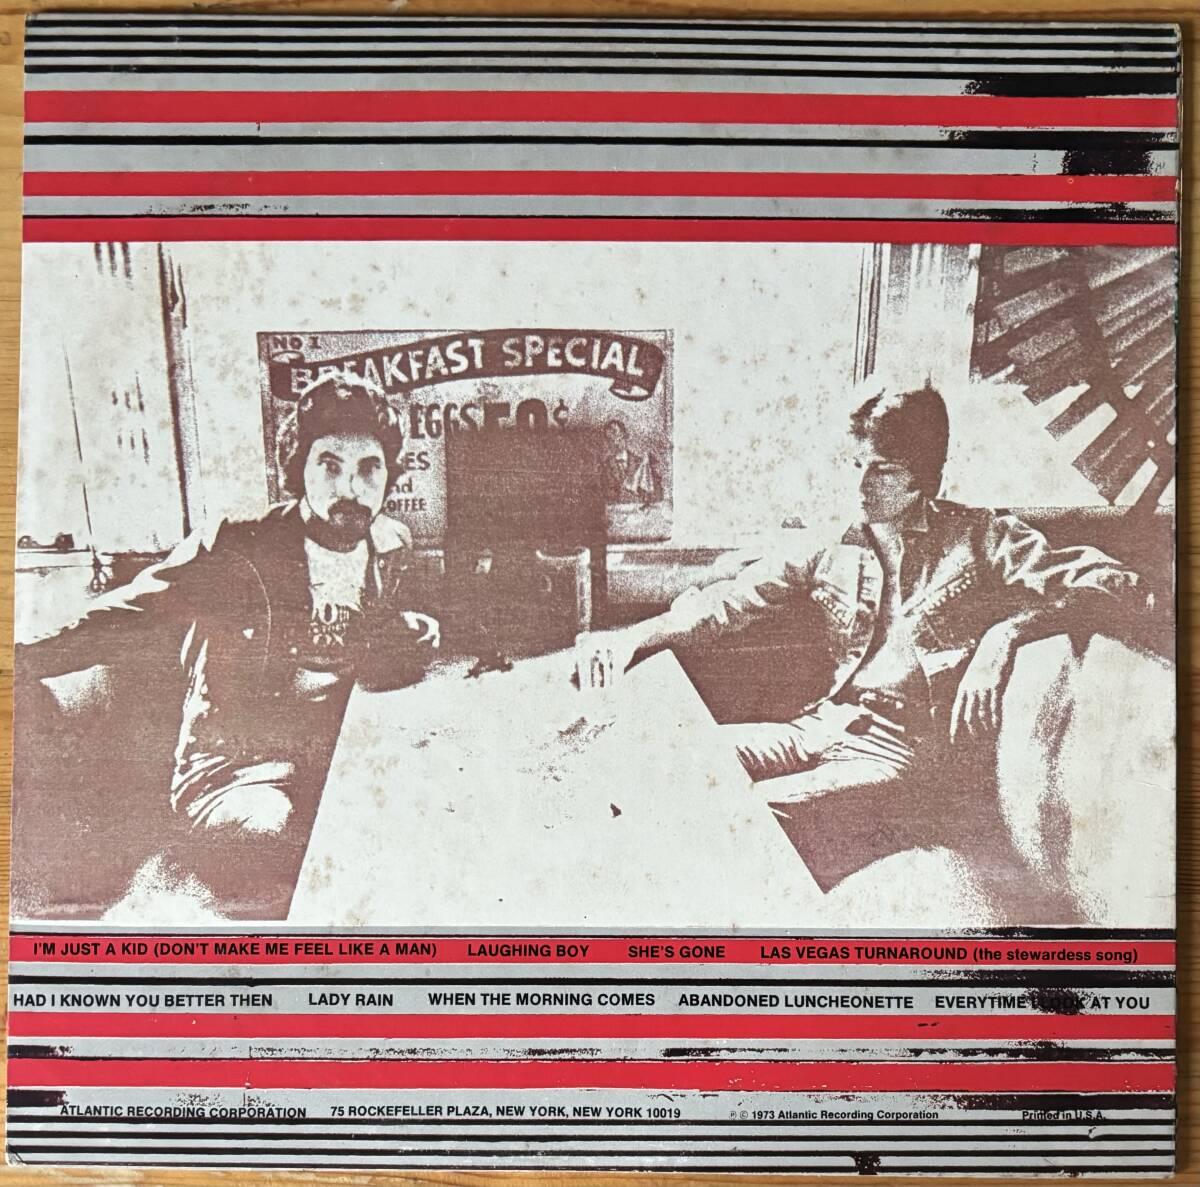 NO 1
BREAKFAST SPECIAL
EGGS 50¢
OFFEE
I'M JUST A KID (DON'T MAKE ME FEEL LIKE A MAN) LAUGHING BOY SHE'S GONE LAS VEGAS TURNAROUND (the stewardess song)
HAD I KNOWN YOU BETTER THEN LADY RAIN WHEN THE MORNING COMES ABANDONED LUNCHEONETTE EVERYTIME I LOOK AT YOU
ATLANTIC RECORDING CORPORATION 75 ROCKEFELLER PLAZA, NEW YORK, NEW YORK 10019 ℗ © 1973 Atlantic Recording Corporation Printed in U.S.A.